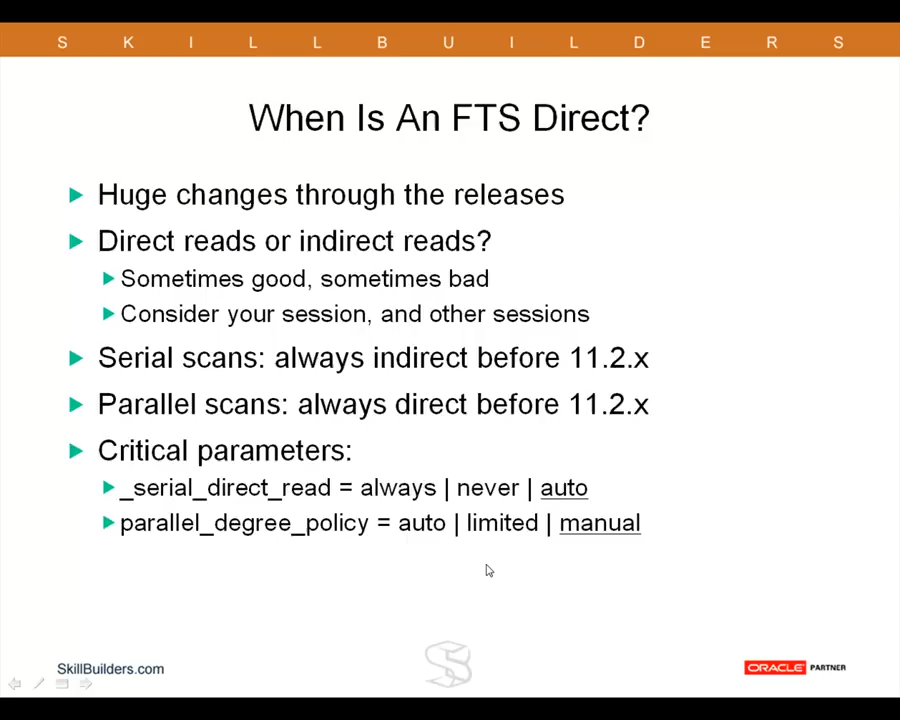 S K I L L B U I L D E R S
When Is An FTS Direct?
Huge changes through the releases
Direct reads or indirect reads?
Sometimes good, sometimes bad
Consider your session, and other sessions
Serial scans: always indirect before 11.2.x
Parallel scans: always direct before 11.2.x
Critical parameters:
_serial_direct_read = always | never | auto
parallel_degree_policy = auto | limited | manual
SkillBuilders.com
ORACLE PARTNER